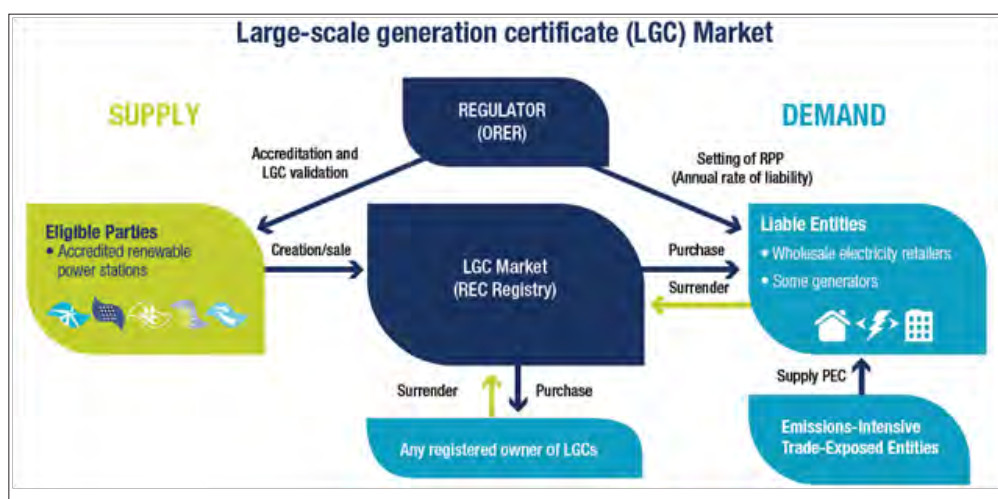 Large-scale generation certificate (LGC) Market
SUPPLY
REGULATOR
(ORER)
DEMAND
Accreditation and
LGC validation
Setting of RPP
(Annual rate of liability)
Eligible Parties
• Accredited renewable
power stations
Creation/sale
LGC Market
(REC Registry)
Purchase
Surrender
Liable Entities
• Wholesale electricity retailers
• Some generators
Surrender
Purchase
Supply PEC
Any registered owner of LGCs
Emissions-Intensive
Trade-Exposed Entities